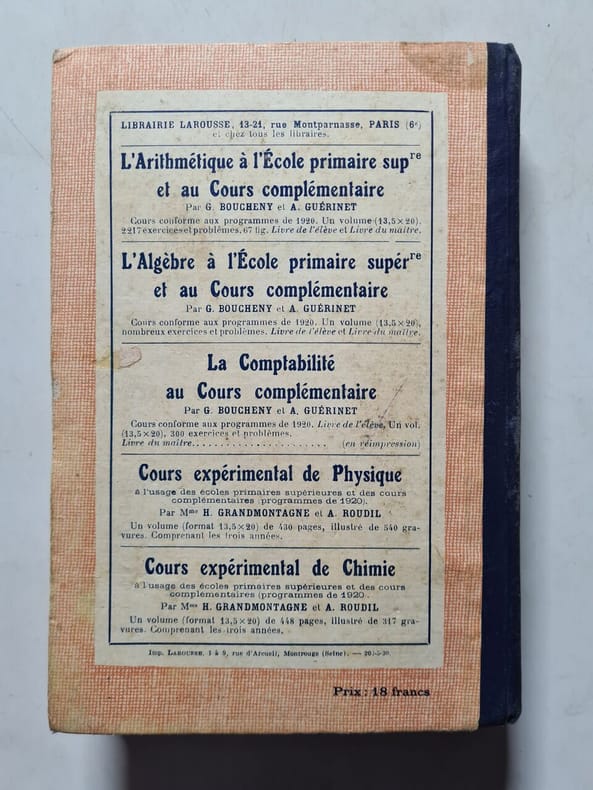 LIBRAIRIE LAROUSSE, 13-21, rue Montparnasse, PARIS (6e)
et chez tous les libraires.
L'Arithmétique à l'École primaire supre
et au Cours complémentaire
Par G. BOUCHENY et A. GUÉRINET
Cours conforme aux programmes de 1920. Un volume (13,5×20),
2217 exercices et problèmes, 67 fig. Livre de l'élève et Livre du maître.
L'Algèbre à l'École primaire supérre
et au Cours complémentaire
Par G. BOUCHENY et A. GUÉRINET
Cours conforme aux programmes de 1920. Un volume (13,5×20),
nombreux exercices et problèmes. Livre de l'élève et Livre du maître.
La Comptabilité
au Cours complémentaire
Par G. BOUCHENY et A. GUÉRINET
Cours conforme aux programmes de 1920. Livre de l'élève, Un vol.
(13,5×20), 300 exercices et problèmes.
Livre du maître...................... (en réimpression)
Cours expérimental de Physique
à l'usage des écoles primaires supérieures et des cours
complémentaires (programmes de 1920).
Par Mme H. GRANDMONTAGNE et A. ROUDIL
Un volume (format 13,5×20) de 430 pages, illustré de 540 gra-
vures. Comprenant les trois années.
Cours expérimental de Chimie
à l'usage des écoles primaires supérieures et des cours
complémentaires (programmes de 1920).
Par Mme H. GRANDMONTAGNE et A. ROUDIL
Un volume (format 13,5×20) de 448 pages, illustré de 317 gra-
vures. Comprenant les trois années.
Imp. LAROUSSE, 1 à 9, rue d'Arcueil, Montrouge (Seine). —
Prix : 18 francs